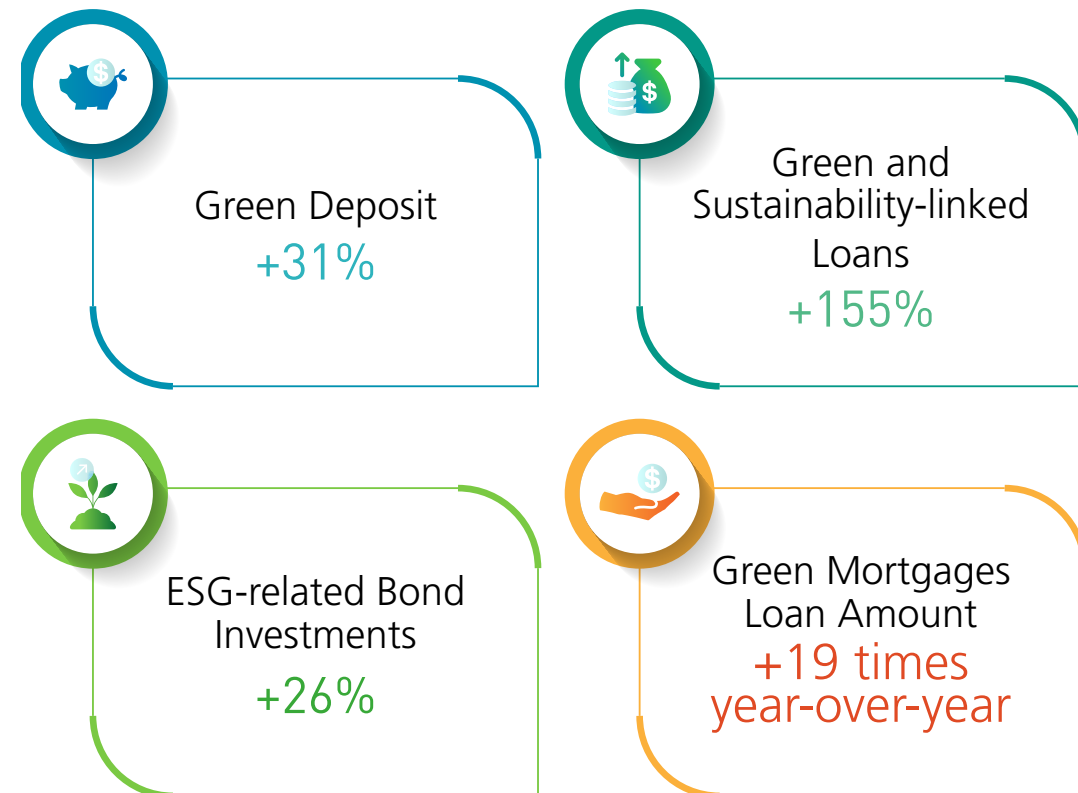 Green Deposit
+31%
Green and
Sustainability-linked
Loans
+155%
ESG-related Bond
Investments
+26%
Green Mortgages
Loan Amount
+19 times
year-over-year